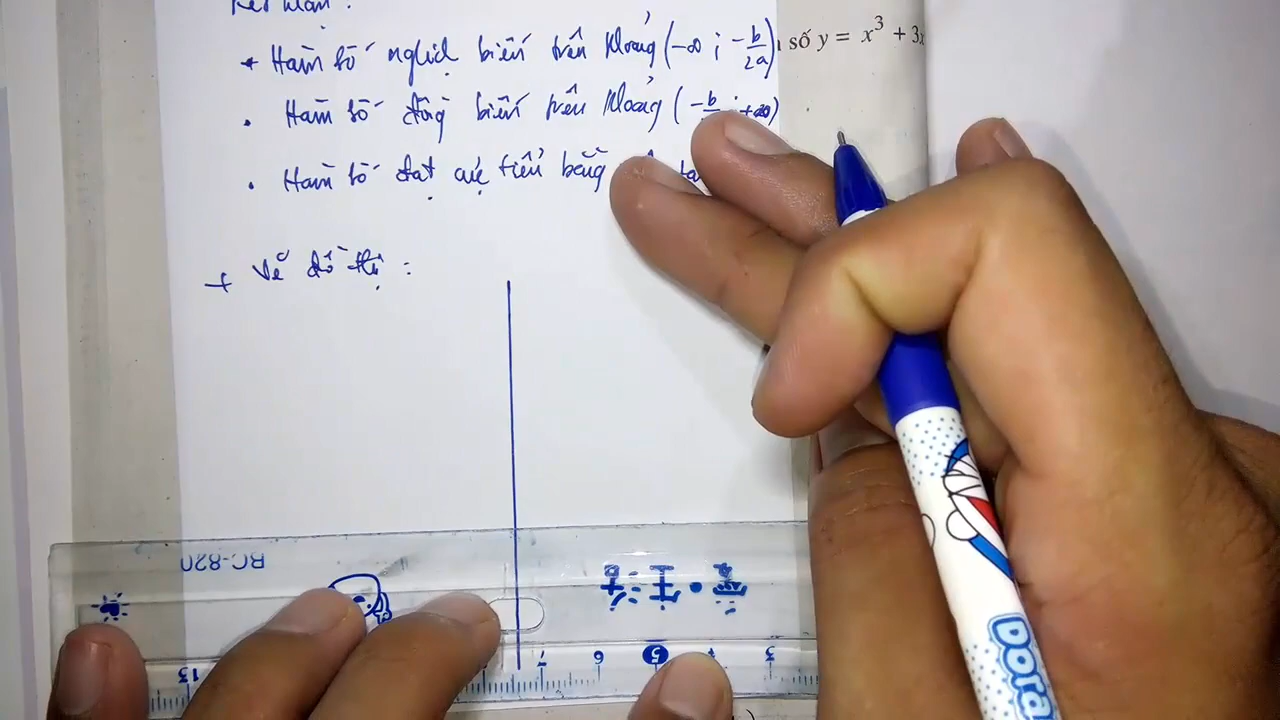 Kết luận :
• Hàm số nghịch biến trên khoảng (-∞ ; -b/2a)
số y = x³ + 3x
• Hàm số đồng biến trên khoảng (-b/ ; +∞)
• Hàm số đạt cực tiểu bằng
+ Vẽ đồ thị :
RC-820
13 7 6 5 4 3
Dora